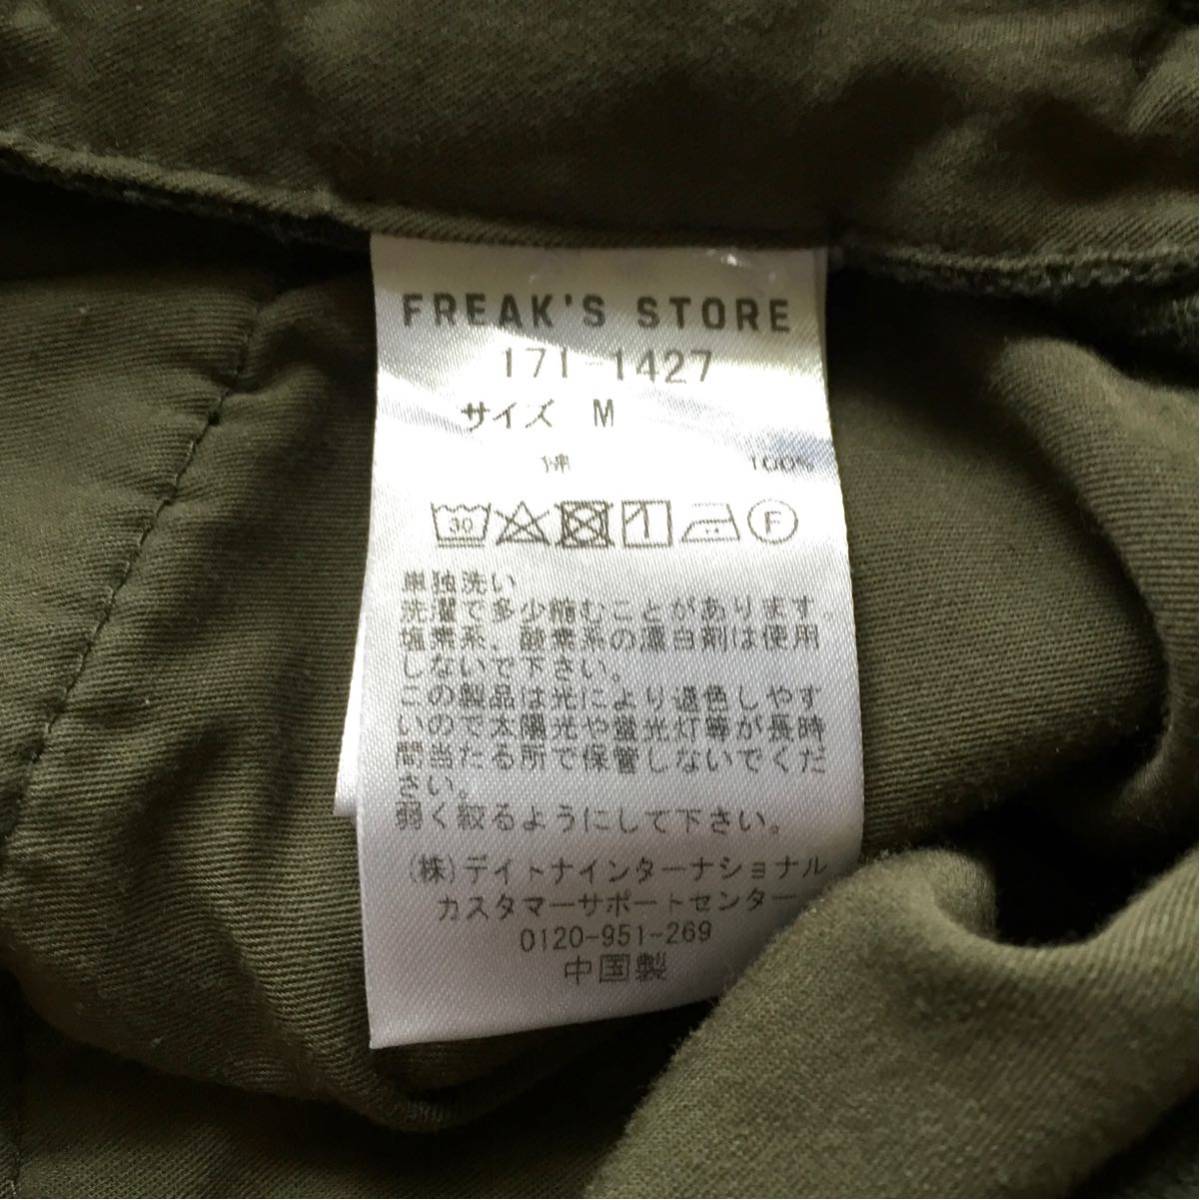 FREAK'S STORE
171-1427
サイズ M
綿 100%
30 1 F
単独洗い
洗濯で多少縮むことがあります。
塩素系、酸素系の漂白剤は使用
しないで下さい。
この製品は光により退色しやす
いので太陽光や蛍光灯等が長時
間当たる所で保管しないでくだ
さい。
弱く絞るようにして下さい。
(株)デイトナインターナショナル
カスタマーサポートセンター
0120-951-269
中国製